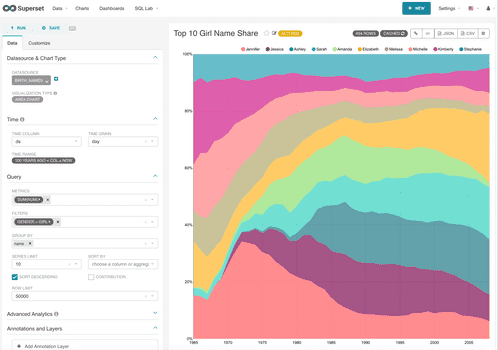 Superset
Data
Charts
Dashboards
SQL Lab
+ NEW
Settings
RUN
SAVE
Data
Customize
Datasource & Chart Type
DATASOURCE
BIRTH_NAMES
VISUALIZATION TYPE
AREA CHART
Time
TIME COLUMN
TIME GRAIN
ds
day
TIME RANGE
100 YEARS AGO < COL < NOW
Query
METRICS
SUM(NUM)
FILTERS
GENDER = GIRL
GROUP BY
name
SERIES LIMIT
SORT BY
10
choose a column or aggreg
SORT DESCENDING
CONTRIBUTION
ROW LIMIT
50000
Advanced Analytics
Annotations and Layers
+ Add Annotation Layer
Top 10 Girl Name Share
ALTERED
CACHED
JSON
.CSV
Jennifer Jessica Ashley Sarah Amanda Elizabeth Melissa Michelle Kimberly Stephanie
100%
80%
60%
40%
20%
0%
1965 1970 1975 1980 1985 1990 1995 2000 2005